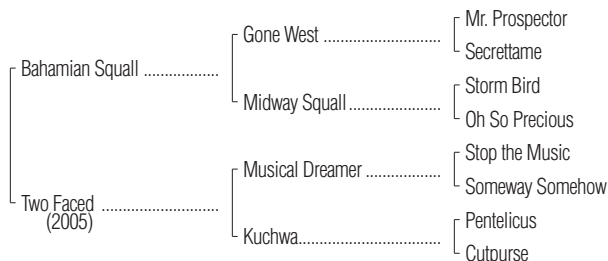 Mr. Prospector
Gone West
Secrettame
Bahamian Squall
Storm Bird
Midway Squall
Oh So Precious
Stop the Music
Musical Dreamer
Someway Somehow
Two Faced
(2005)
Pentelicus
Kuchwa
Cutpurse